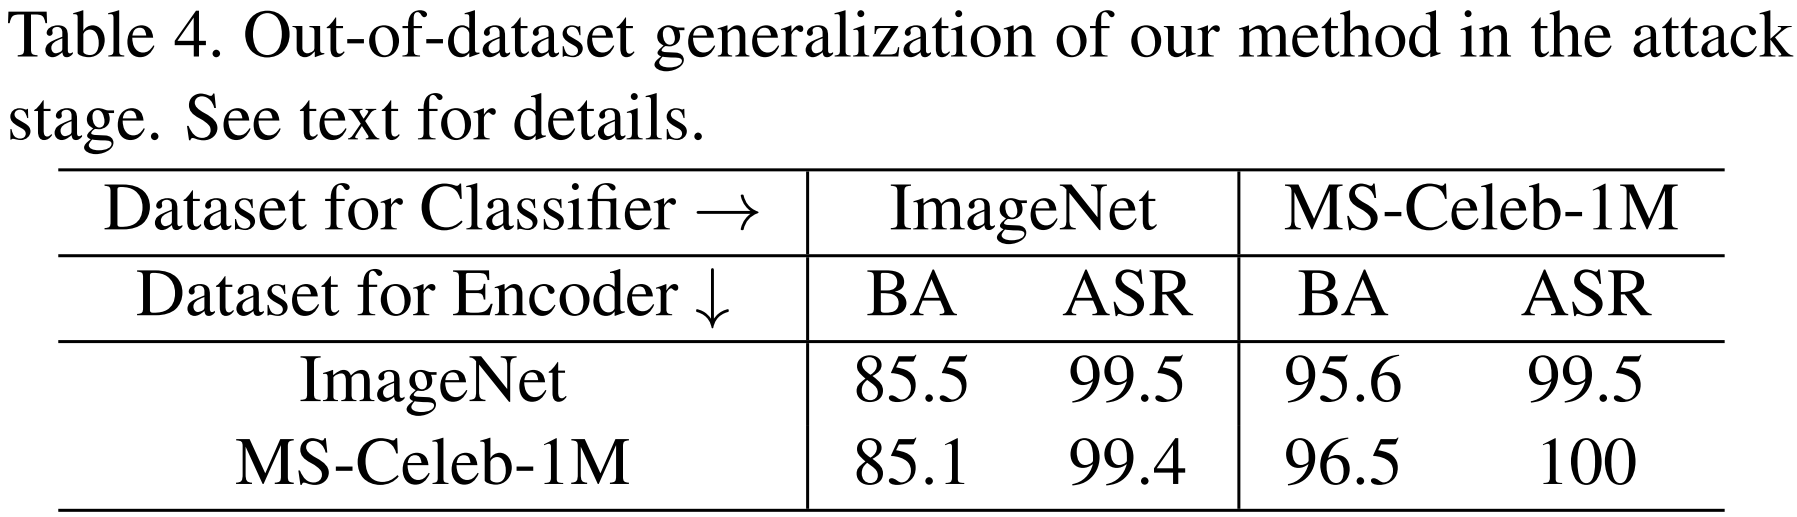 Table 4. Out-of-dataset generalization of our method in the attack
stage. See text for details.
Dataset for Classifier → ImageNet MS-Celeb-1M
Dataset for Encoder ↓ BA ASR BA ASR
ImageNet 85.5 99.5 95.6 99.5
MS-Celeb-1M 85.1 99.4 96.5 100